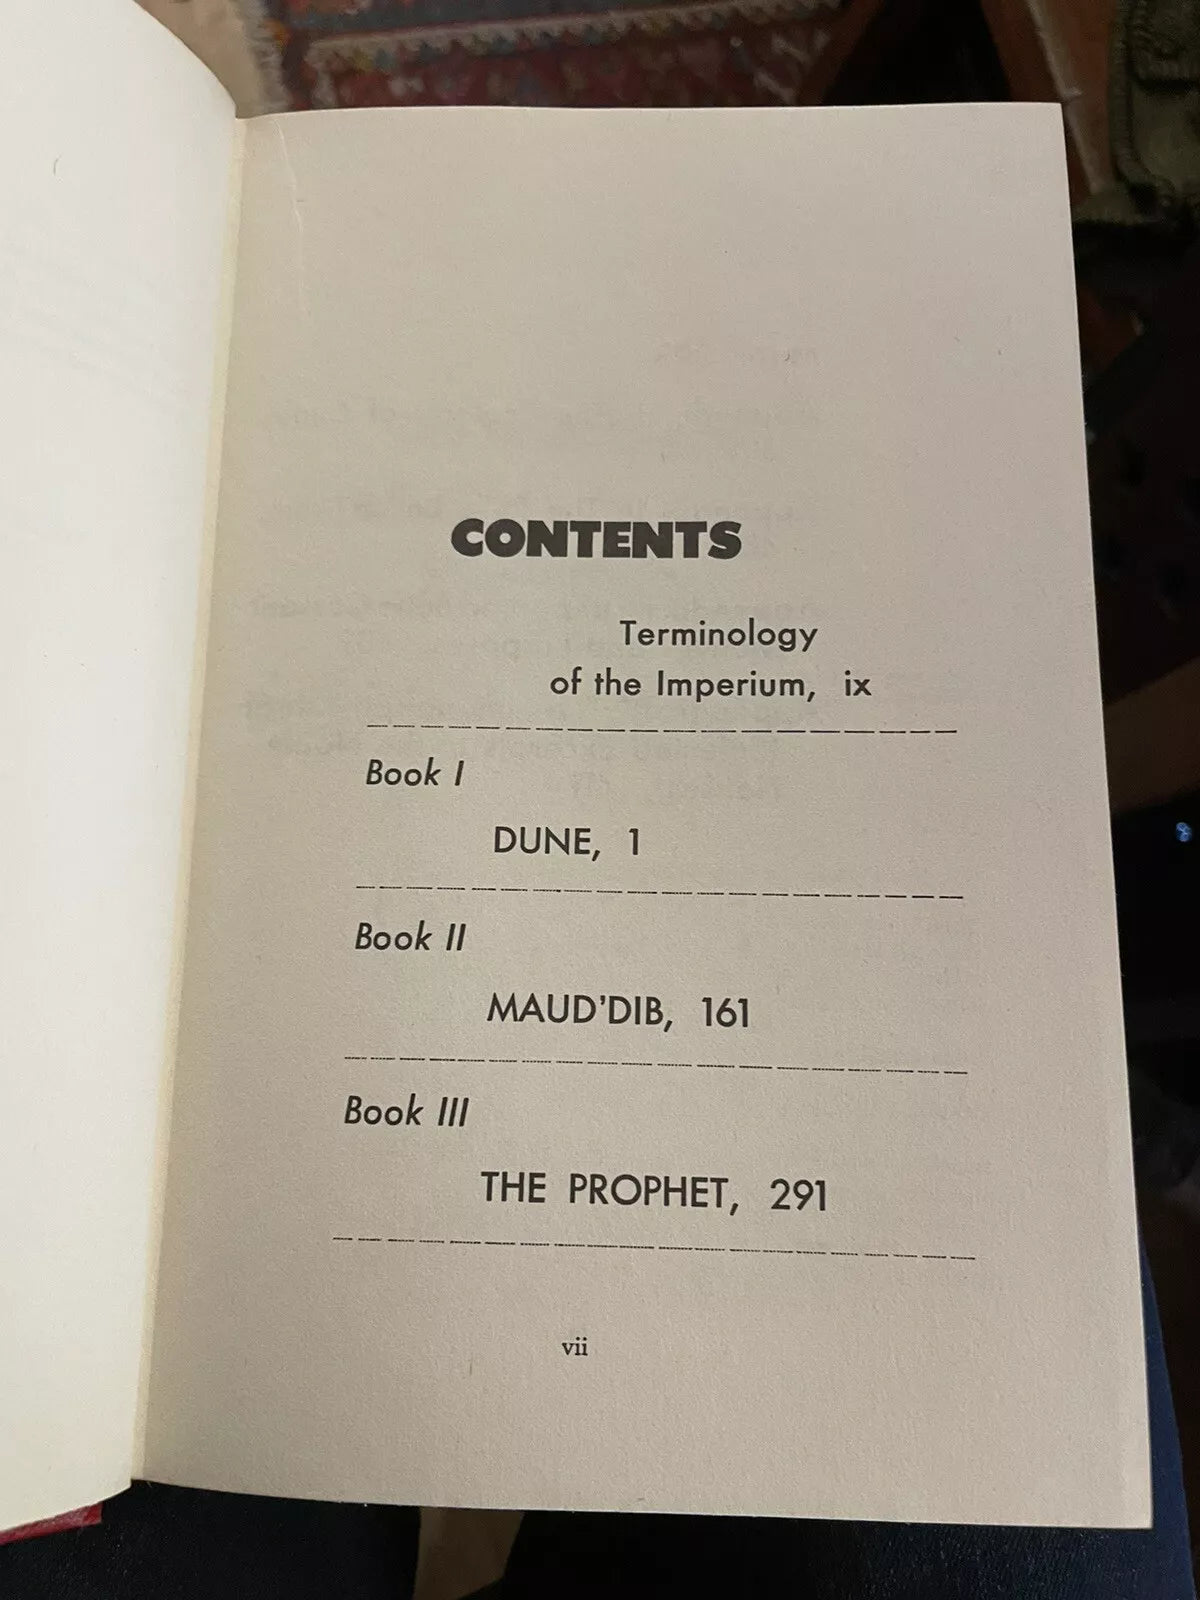 CONTENTS
Terminology
of the Imperium, ix
Book I
DUNE, 1
Book II
MAUD'DIB, 161
Book III
THE PROPHET, 291
vii